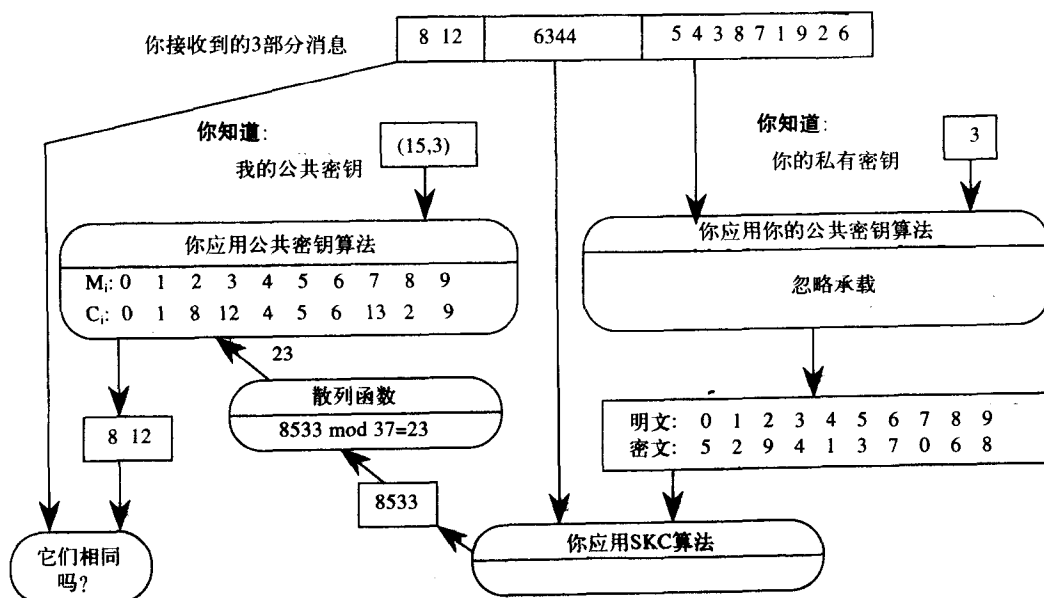 你接收到的3部分消息
8 12
6344
5 4 3 8 7 1 9 2 6
你知道:
我的公共密钥
(15,3)
你知道:
你的私有密钥
3
你应用公共密钥算法
Mi: 0 1 2 3 4 5 6 7 8 9
Ci: 0 1 8 12 4 5 6 13 2 9
你应用你的公共密钥算法
忽略承载
23
散列函数
8533 mod 37=23
8 12
明文: 0 1 2 3 4 5 6 7 8 9
密文: 5 2 9 4 1 3 7 0 6 8
8533
你应用SKC算法
它们相同
吗?